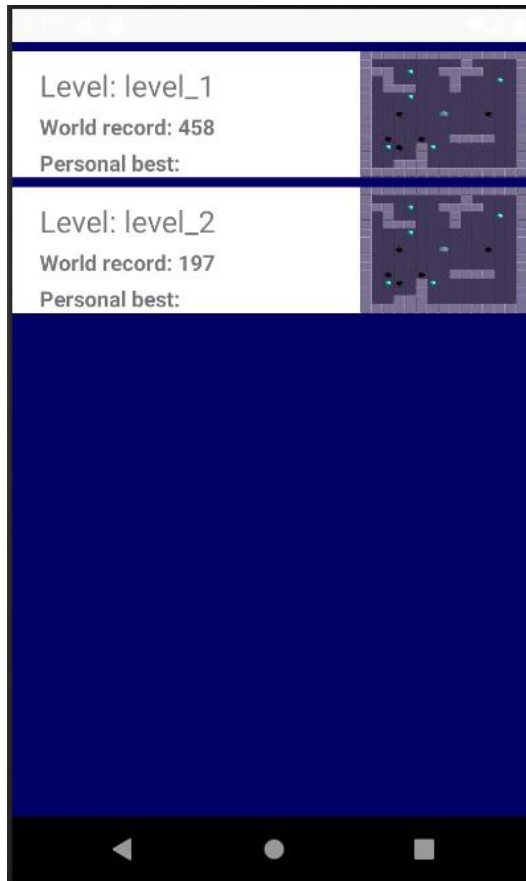 Level: level_1
World record: 458
Personal best:
Level: level_2
World record: 197
Personal best: